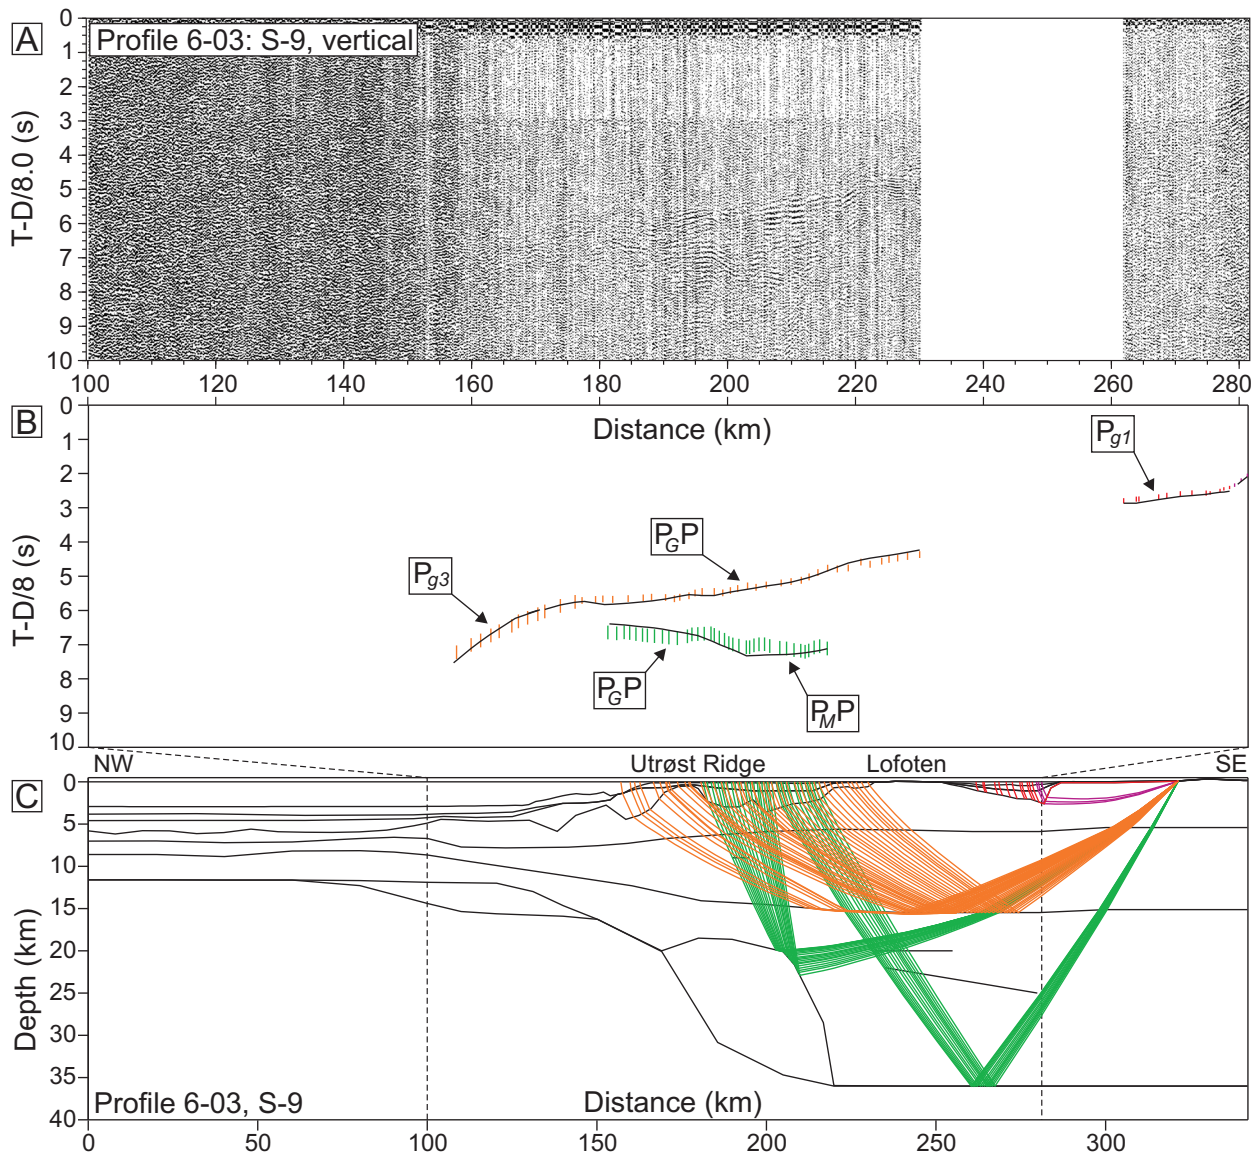 A
Profile 6-03: S-9, vertical
T-D/8.0 (s)
0
1
2
3
4
5
6
7
8
9
10
100 120 140 160 180 200 220 240 260 280
Distance (km)
B
T-D/8 (s)
0
1
2
3
4
5
6
7
8
9
10
Pg1
PGP
Pg3
PGP
PMP
NW Utrøst Ridge Lofoten SE
C
Depth (km)
0
5
10
15
20
25
30
35
40
Profile 6-03, S-9
Distance (km)
0 50 100 150 200 250 300